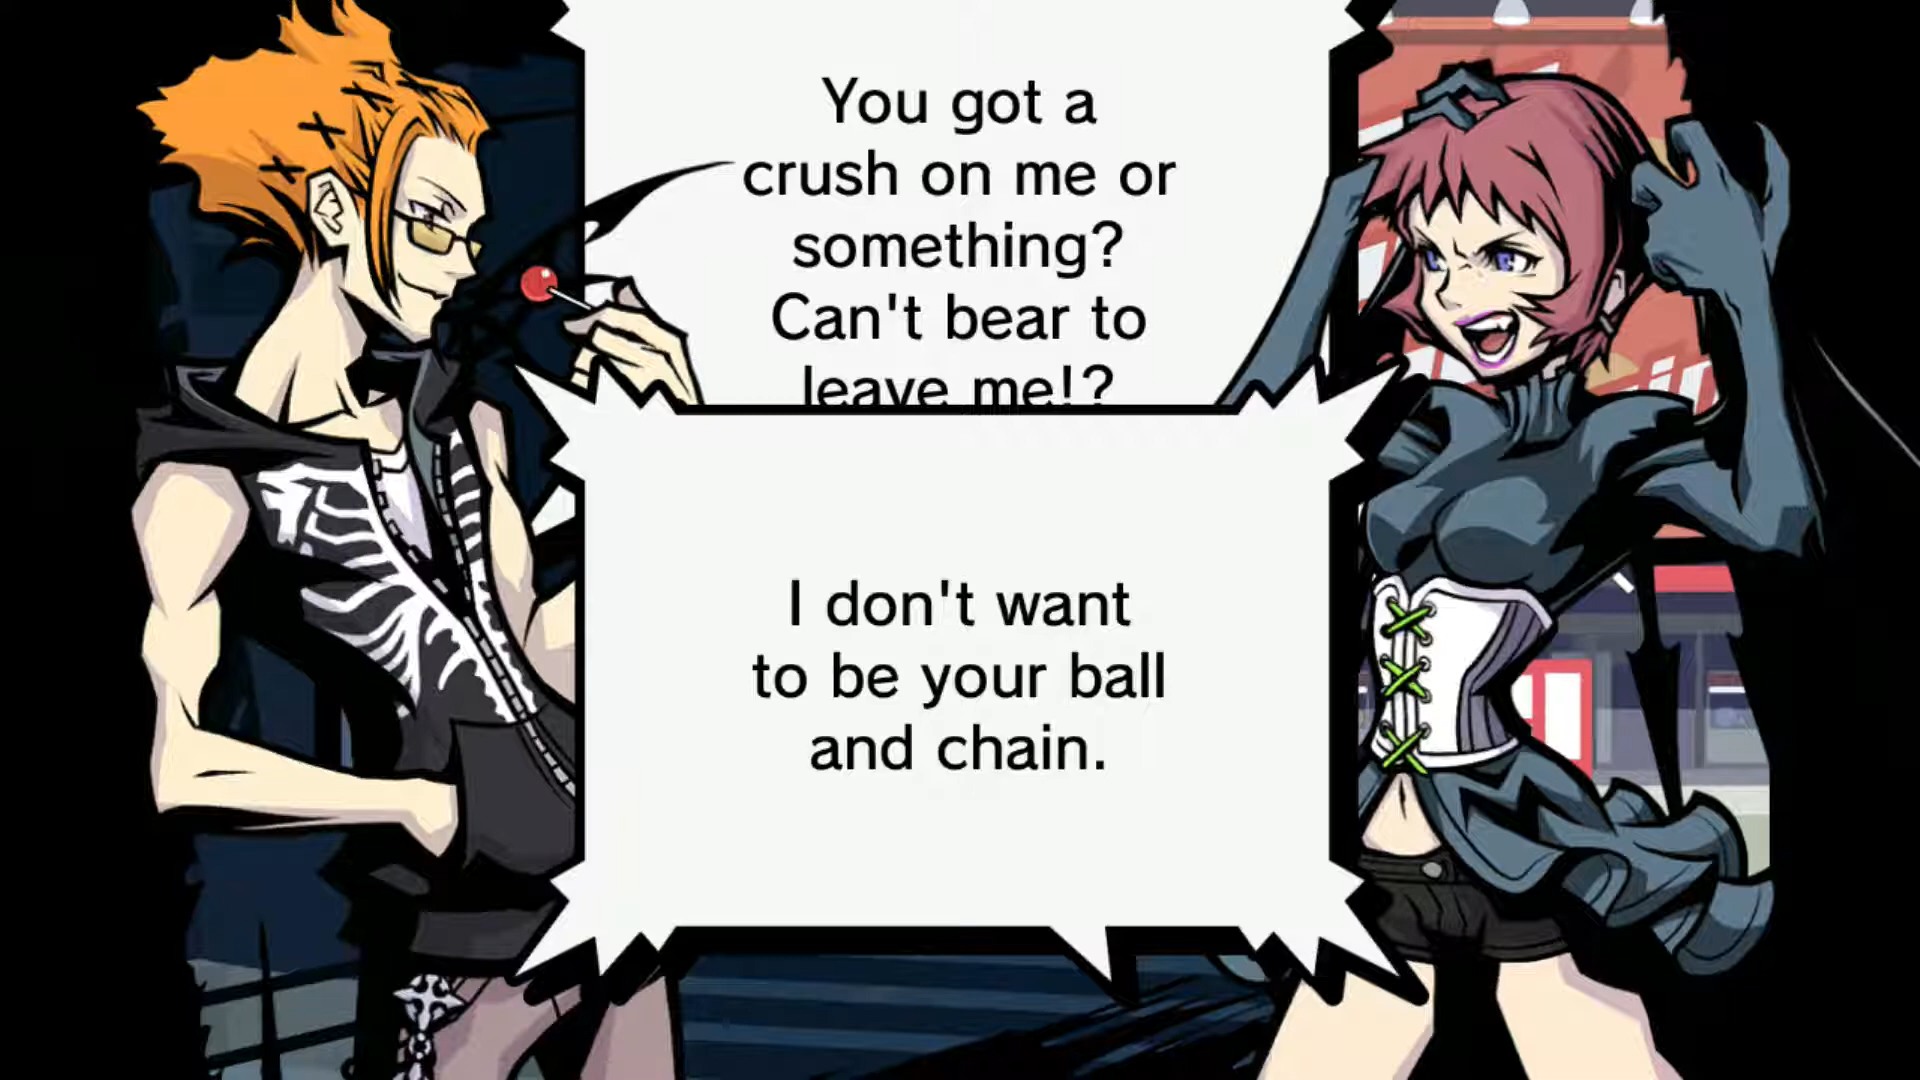 You got a
crush on me or
something?
Can't bear to
leave me!?
I don't want
to be your ball
and chain.